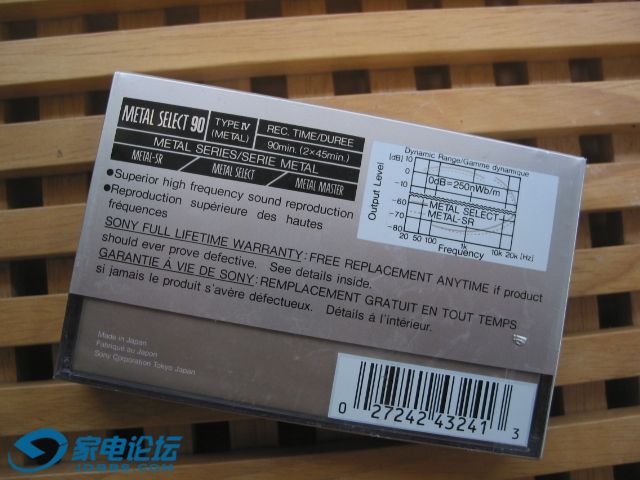 METAL SELECT 90
TYPE IV
(METAL)
REC. TIME/DUREE
90min. (2×45min.)
METAL SERIES/SERIE METAL
METAL-SR / METAL SELECT / METAL MASTER
•Superior high frequency sound reproduction
•Reproduction supérieure des hautes
fréquences
Dynamic Range/Gamme dynamique
Output Level
[dB]
10
0
-10
-60
-70
-80
0dB=250nWb/m
METAL SELECT
METAL-SR
20 50 100 1k 10k 20k [Hz]
Frequency
SONY FULL LIFETIME WARRANTY: FREE REPLACEMENT ANYTIME if product
should ever prove defective. See details inside.
GARANTIE À VIE DE SONY: REMPLACEMENT GRATUIT EN TOUT TEMPS
si jamais le produit s'avère défectueux. Détails á l'intérieur.
Made in Japan
Fabriqué au Japon
Sony Corporation Tokyo Japan
0 27242 43241 3
家电论坛
JDBBS.COM